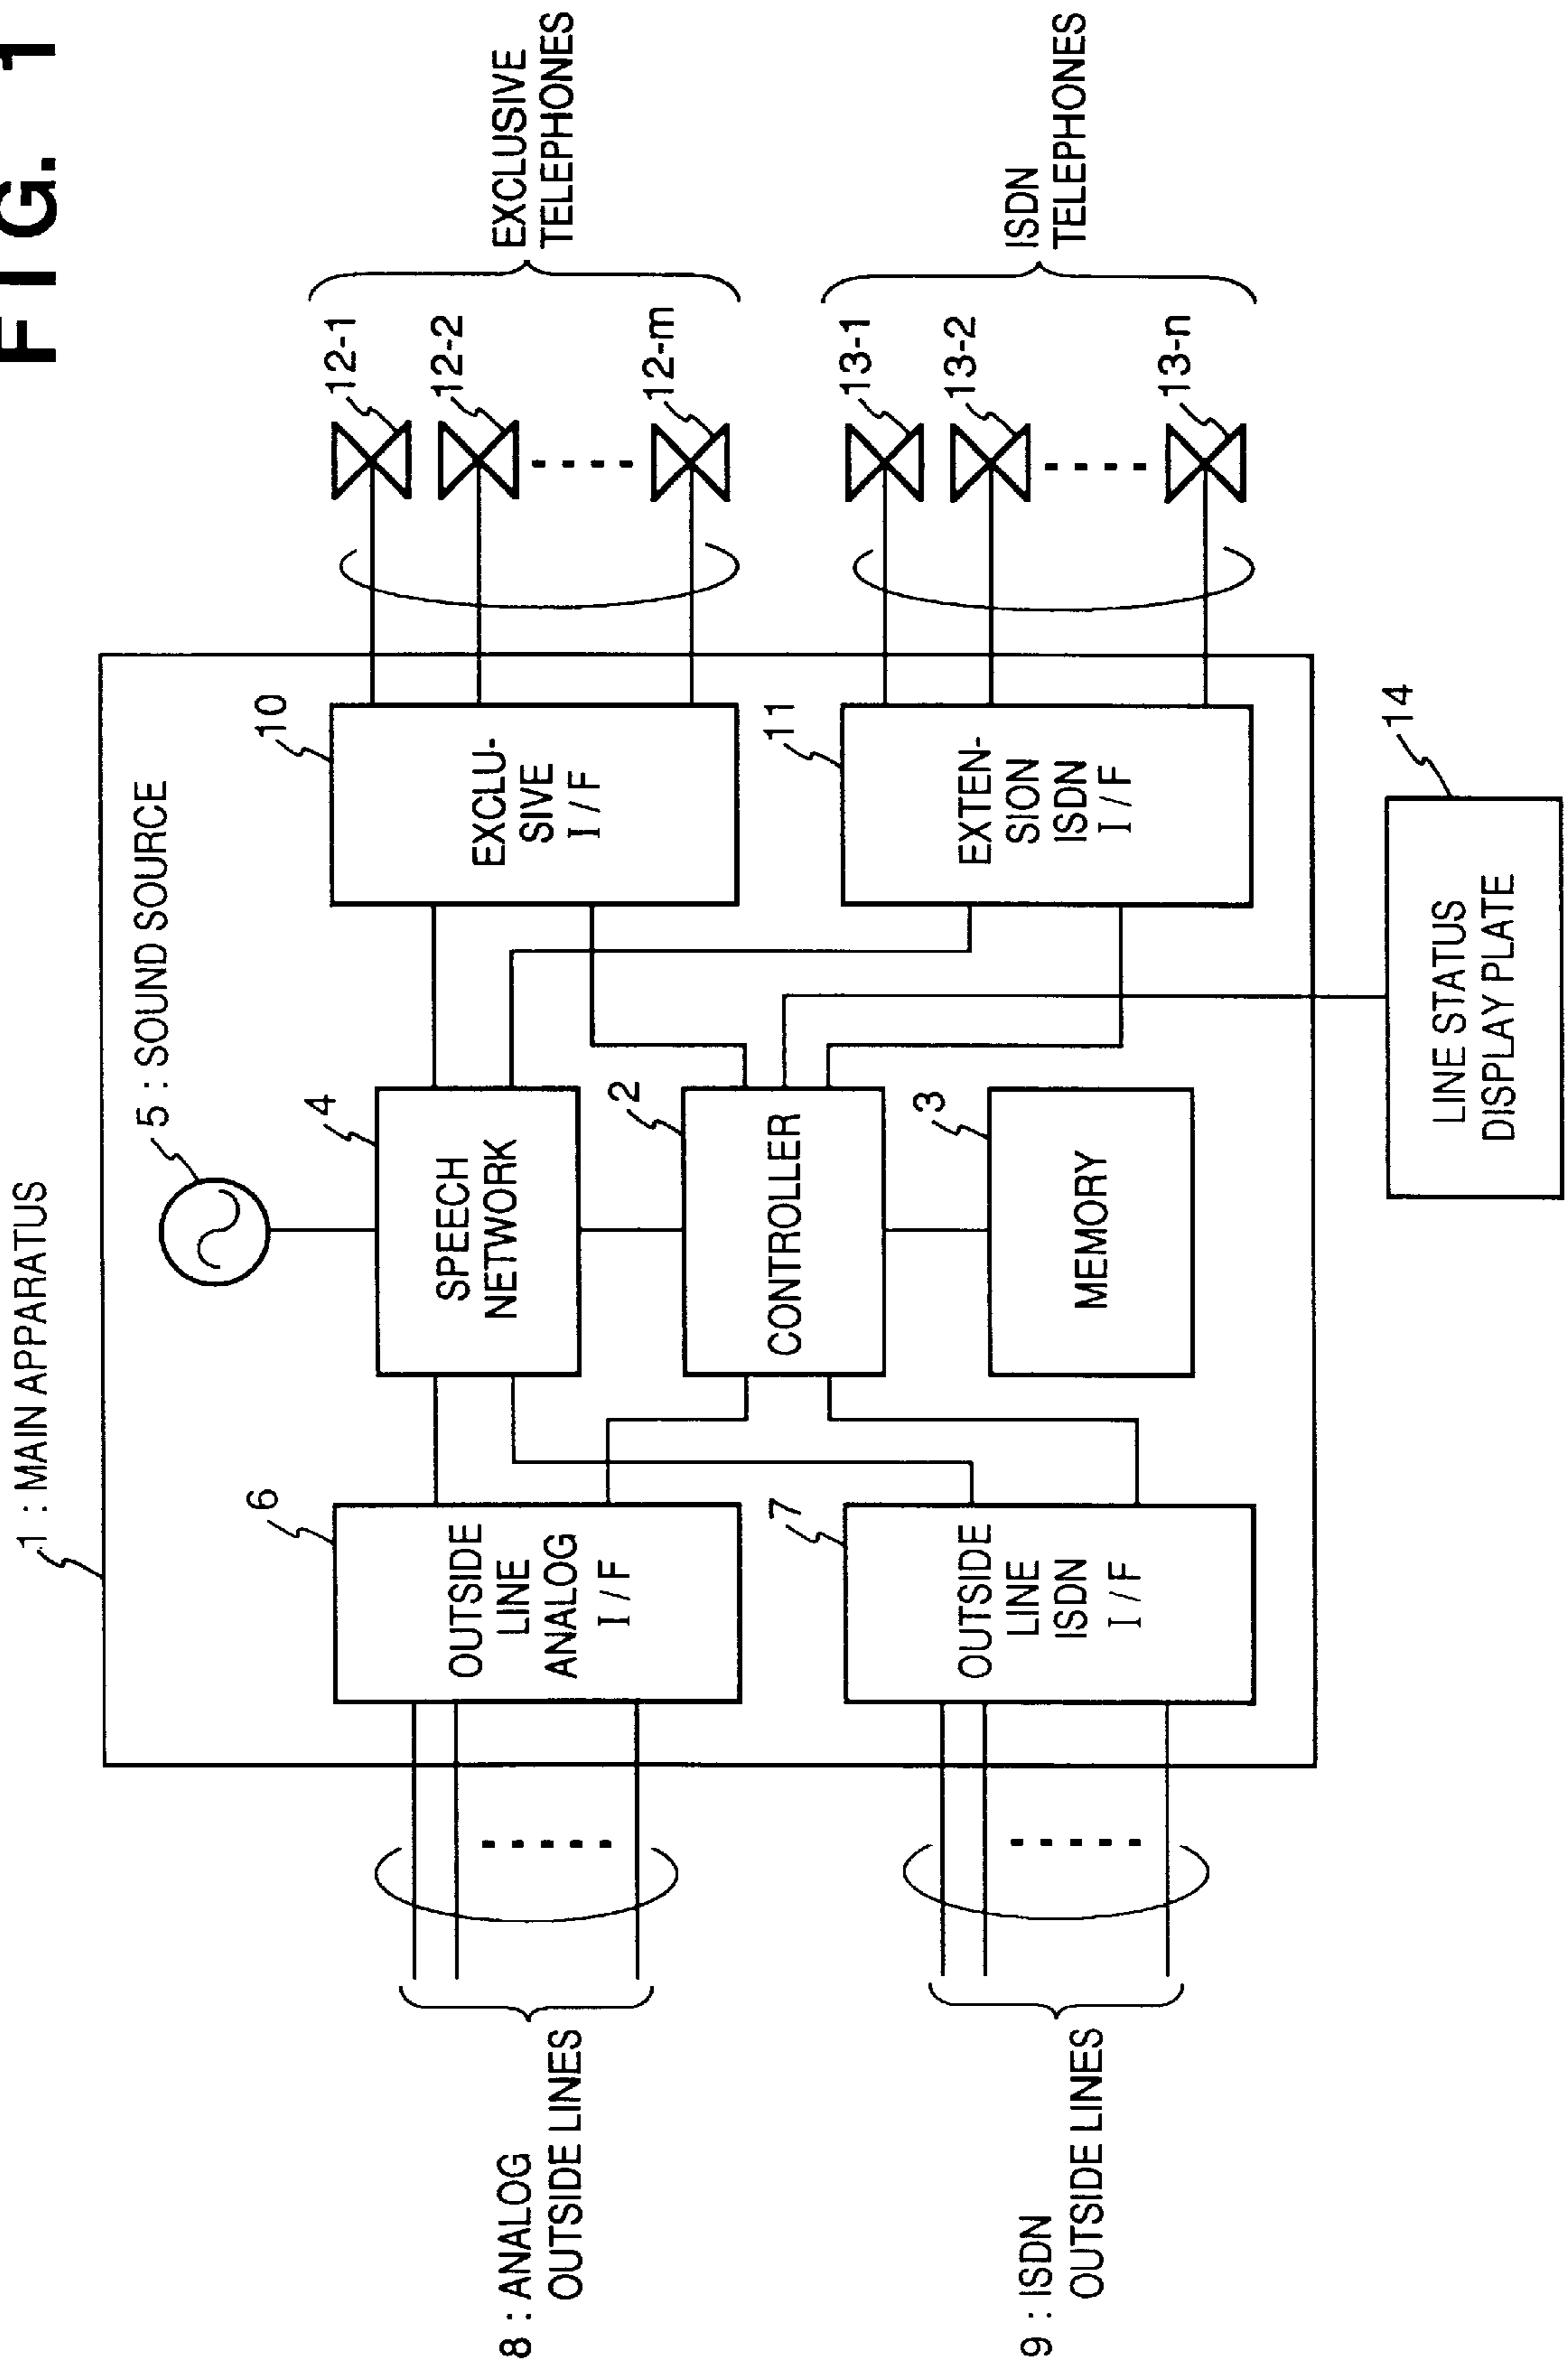 FIG. 1
1 : MAIN APPARATUS
5 : SOUND SOURCE
6
OUTSIDE
LINE
ANALOG
I/F
4
SPEECH
NETWORK
10
EXCLU-
SIVE
I/F
12-1
12-2
12-m
EXCLUSIVE
TELEPHONES
8 : ANALOG
OUTSIDE LINES
2
CONTROLLER
7
OUTSIDE
LINE
ISDN
I/F
3
MEMORY
11
EXTEN-
SION
ISDN
I/F
13-1
13-2
13-n
ISDN
TELEPHONES
9 : ISDN
OUTSIDE LINES
14
LINE STATUS
DISPLAY PLATE